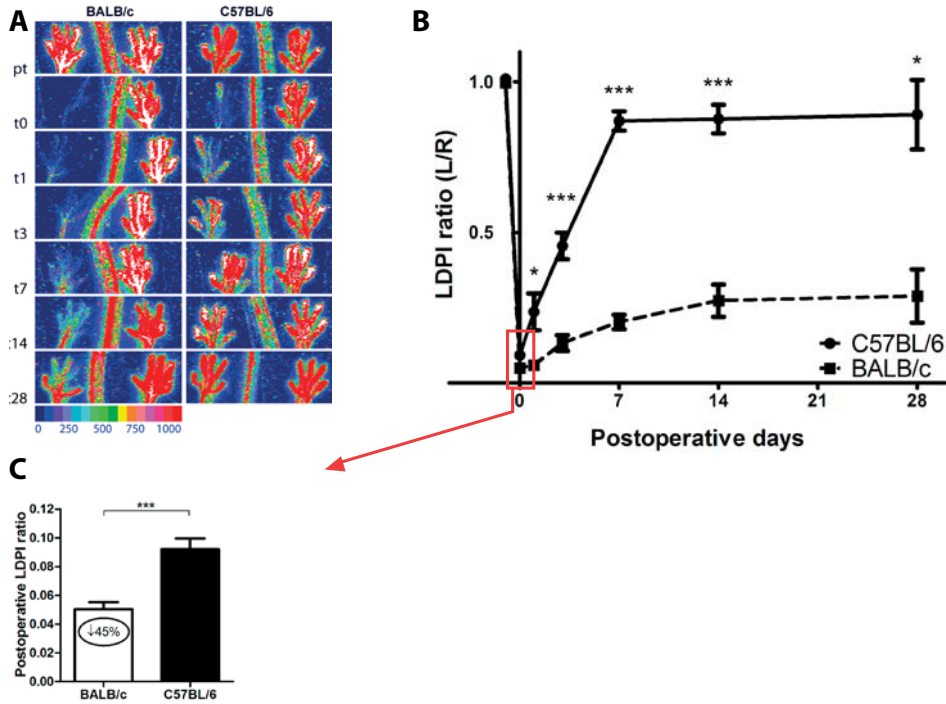 A
BALB/c C57BL/6
pt
t0
t1
t3
t7
:14
:28
0 250 500 750 1000
B
LDPI ratio (L/R)
1.0
0.5
***
***
*
***
*
C57BL/6
BALB/c
0 7 14 21 28
Postoperative days
C
Postoperative LDPI ratio
0.12
0.10
0.08
0.06
0.04
0.02
0.00
***
↓45%
BALB/c C57BL/6